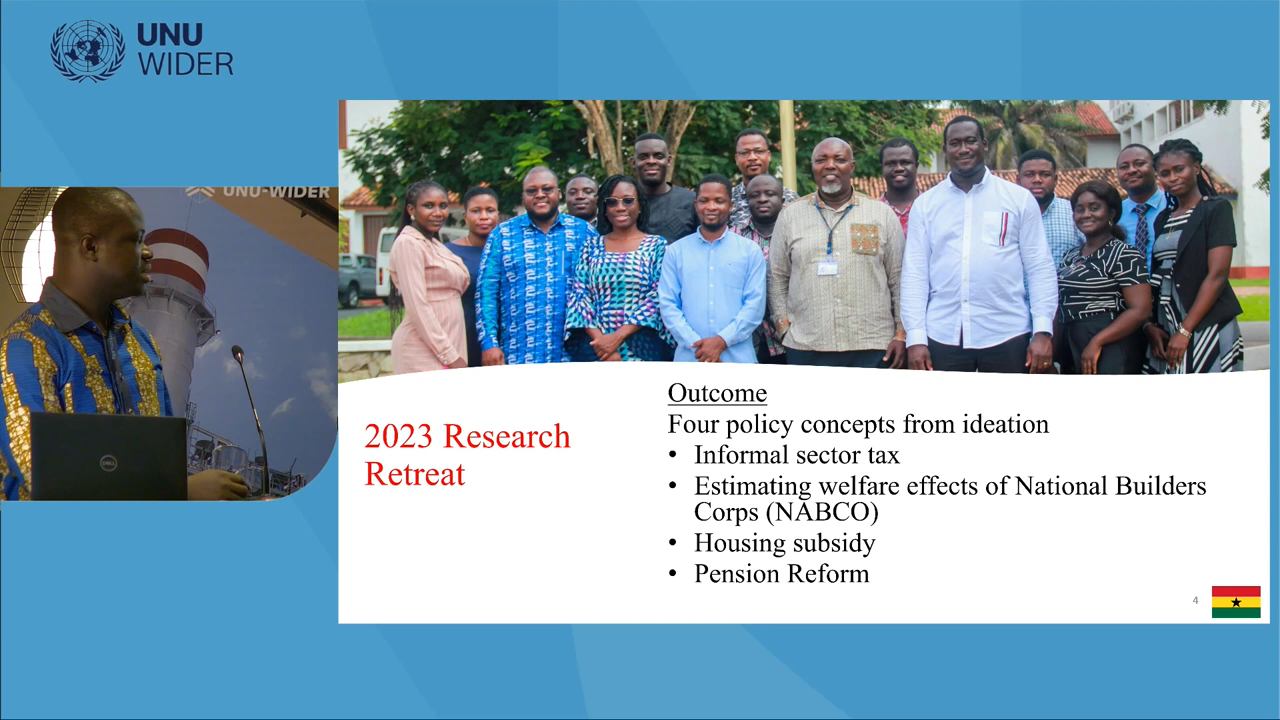 UNU
WIDER
UNU-WIDER
DELL
2023 Research
Retreat
Outcome
Four policy concepts from ideation
• Informal sector tax
• Estimating welfare effects of National Builders
Corps (NABCO)
• Housing subsidy
• Pension Reform
4